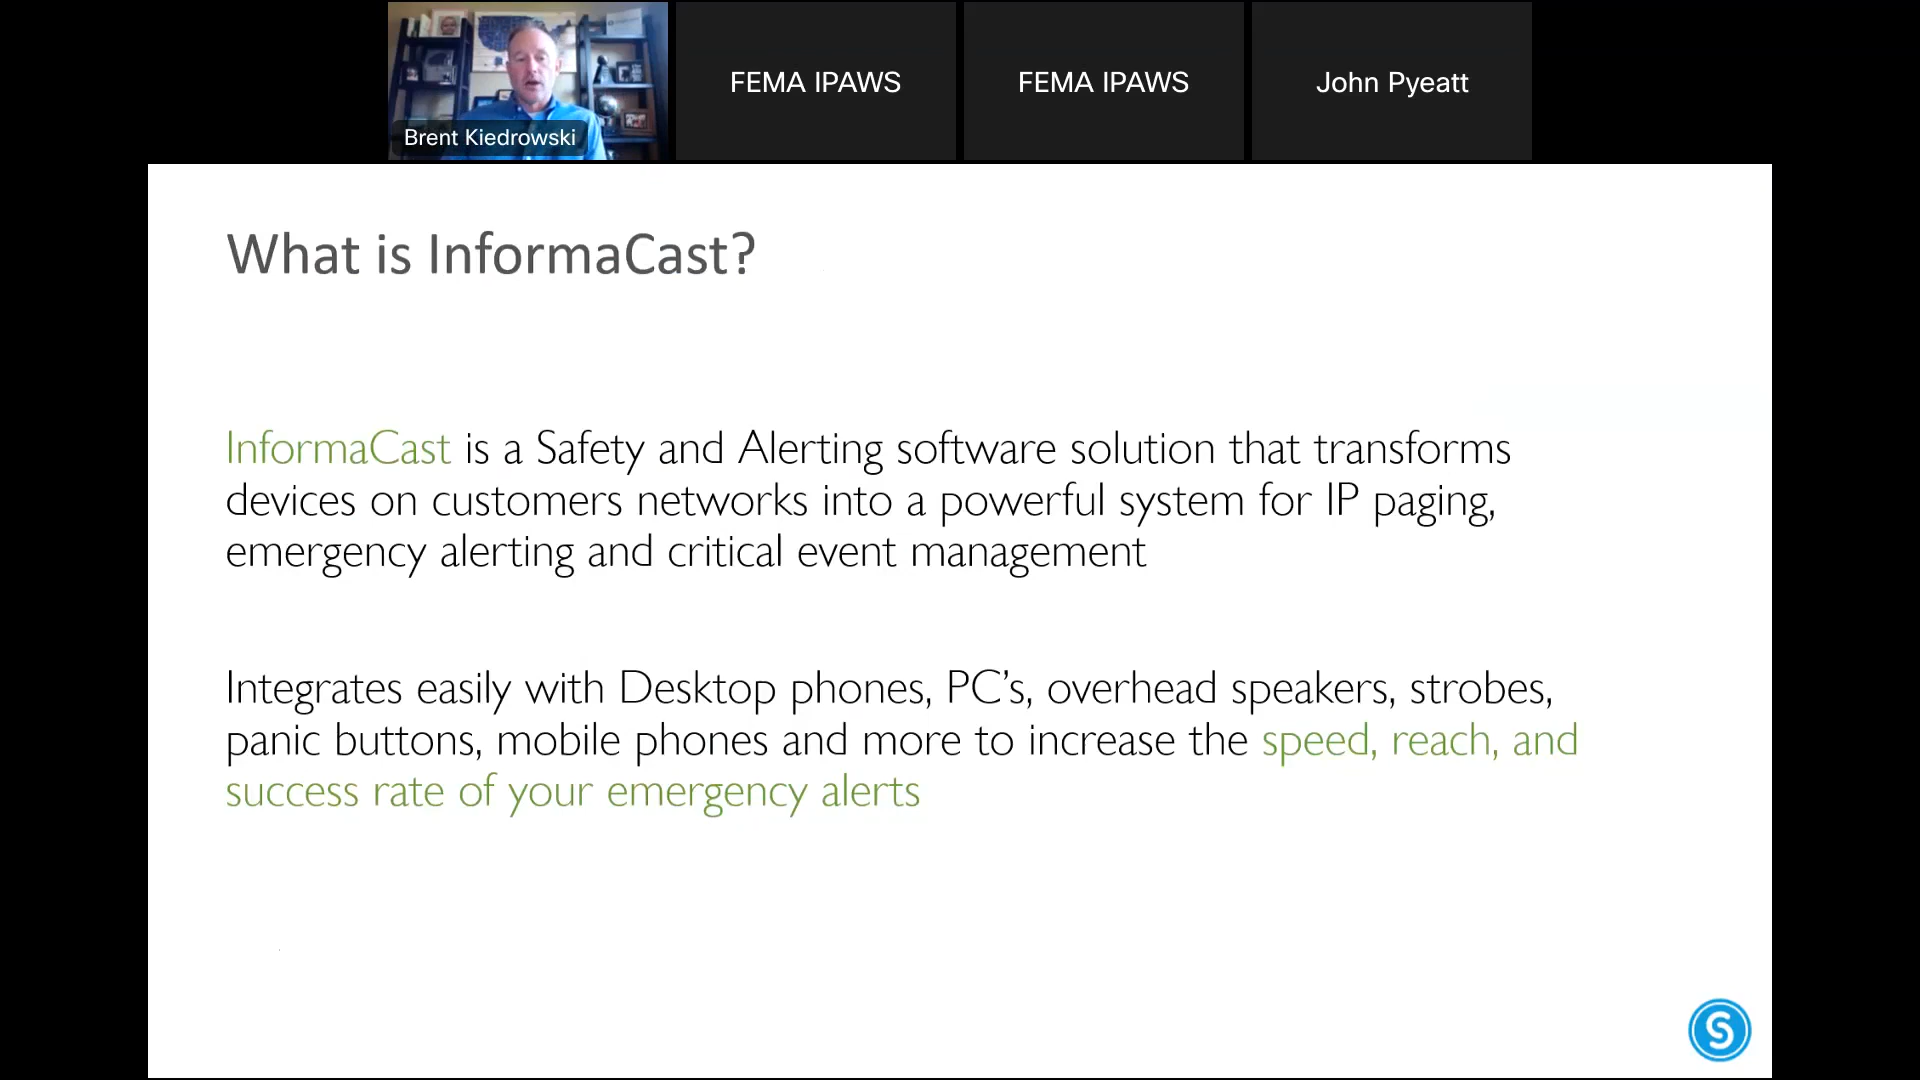 Brent Kiedrowski
FEMA IPAWS
FEMA IPAWS
John Pyeatt
What is InformaCast?
InformaCast is a Safety and Alerting software solution that transforms
devices on customers networks into a powerful system for IP paging,
emergency alerting and critical event management
Integrates easily with Desktop phones, PC’s, overhead speakers, strobes,
panic buttons, mobile phones and more to increase the speed, reach, and
success rate of your emergency alerts
S